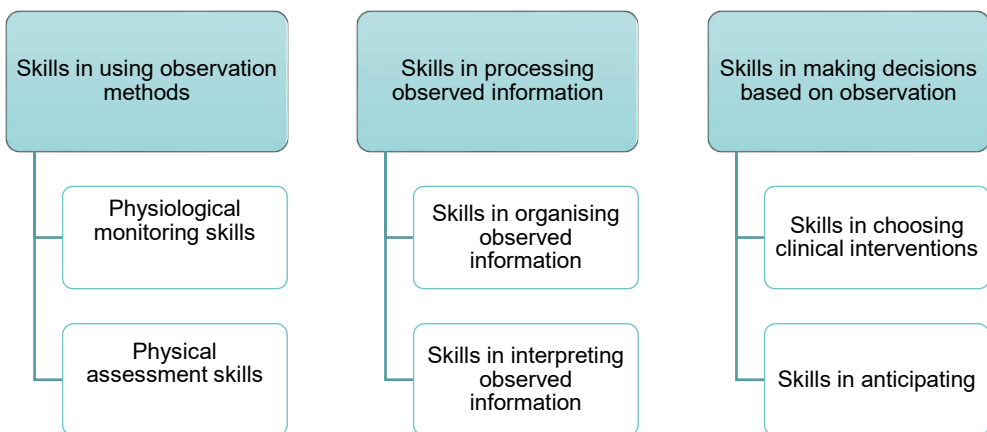 Skills in using observation
methods
Physiological
monitoring skills
Physical
assessment skills
Skills in processing
observed information
Skills in organising
observed
information
Skills in interpreting
observed
information
Skills in making decisions
based on observation
Skills in choosing
clinical interventions
Skills in anticipating